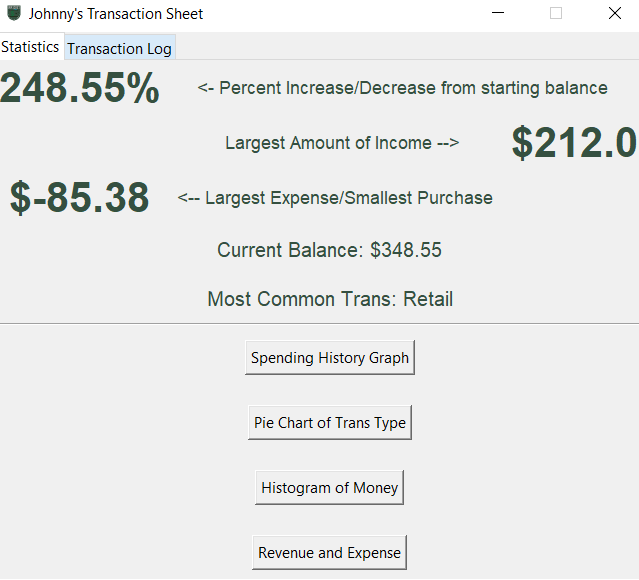 Johnny's Transaction Sheet
Statistics Transaction Log
248.55% <- Percent Increase/Decrease from starting balance
Largest Amount of Income --> $212.0
$-85.38 <-- Largest Expense/Smallest Purchase
Current Balance: $348.55
Most Common Trans: Retail
Spending History Graph
Pie Chart of Trans Type
Histogram of Money
Revenue and Expense